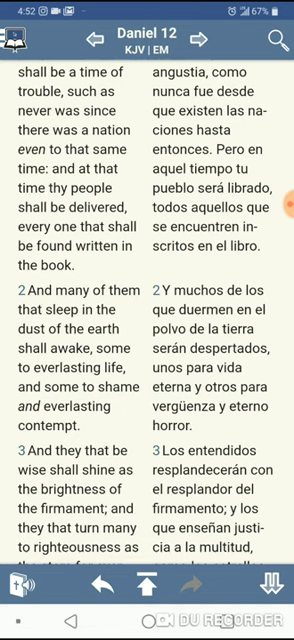 4:52
67%
Daniel 12
KJV | EM
shall be a time of
trouble, such as
never was since
there was a nation
even to that same
time: and at that
time thy people
shall be delivered,
every one that shall
be found written in
the book.
2 And many of them
that sleep in the
dust of the earth
shall awake, some
to everlasting life,
and some to shame
and everlasting
contempt.
3 And they that be
wise shall shine as
the brightness of
the firmament; and
they that turn many
to righteousness as
angustia, como
nunca fue desde
que existen las na-
ciones hasta
entonces. Pero en
aquel tiempo tu
pueblo será librado,
todos aquellos que
se encuentren in-
scritos en el libro.
2 Y muchos de los
que duermen en el
polvo de la tierra
serán despertados,
unos para vida
eterna y otros para
vergüenza y eterno
horror.
3 Los entendidos
resplandecerán con
el resplandor del
firmamento; y los
que enseñan justi-
cia a la multitud,
DU RECORDER